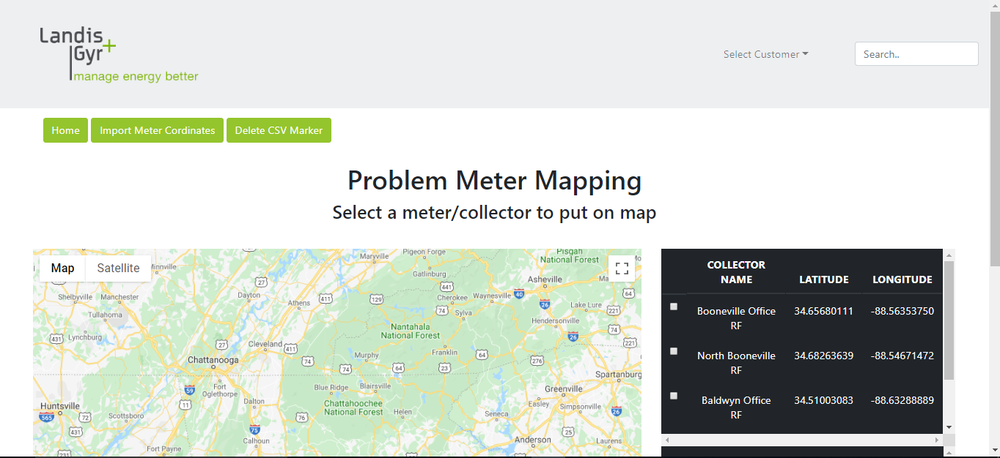 Landis
Gyr+
manage energy better
Select Customer
Search..
Home
Import Meter Cordinates
Delete CSV Marker
Problem Meter Mapping
Select a meter/collector to put on map
Map
Satellite
Minnville
Maryville
Pigeon Forge
Pisgah
National Forest
Gatlinburg
Asheville
Shelbyville
Manchester
Dayton
27
Athens
411
129
441
Cherokee
Waynesville
40
26
Lake Lure
64
221
Tullahoma
74
Sylva
Hendersonville
Nantahala
National Forest
431
Lynchburg
27
Cleveland
411
Franklin
26
74
221
Chattanooga
74
Murphy
74
64
23
64
276
Spartanburg
59
Fort
Oglethorpe
Blue Ridge
Blairsville
Greenville
Huntsville
11
Dalton
Chattahoochee
National Forest
Helen
Easley
Simpsonville
565
72
Scottsboro
76
Seneca
26
431
75
Calhoun
Anderson
25
Laurens
231
Fort Payne
COLLECTOR
NAME
LATITUDE
LONGITUDE
Booneville Office
RF
34.65680111
-88.56353750
North Booneville
RF
34.68263639
-88.54671472
Baldwyn Office
RF
34.51003083
-88.63288889